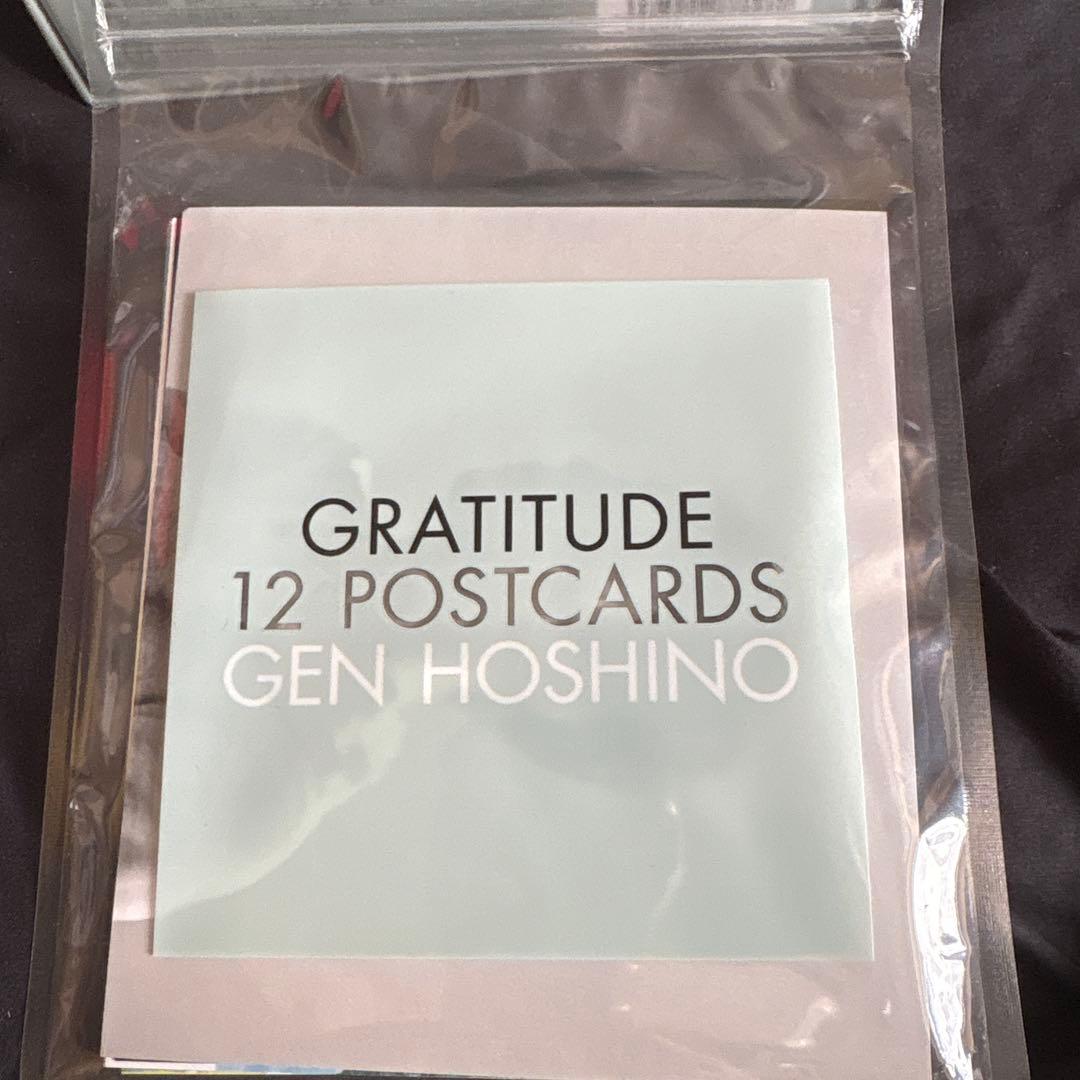 GRATITUDE
12 POSTCARDS
GEN HOSHINO